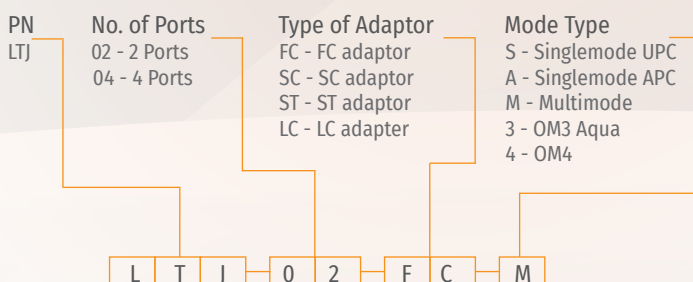 PN
LTJ
No. of Ports
02 - 2 Ports
04 - 4 Ports
Type of Adaptor
FC - FC adaptor
SC - SC adaptor
ST - ST adaptor
LC - LC adapter
Mode Type
S - Singlemode UPC
A - Singlemode APC
M - Multimode
3 - OM3 Aqua
4 - OM4
L T J - 0 2 - F C - M